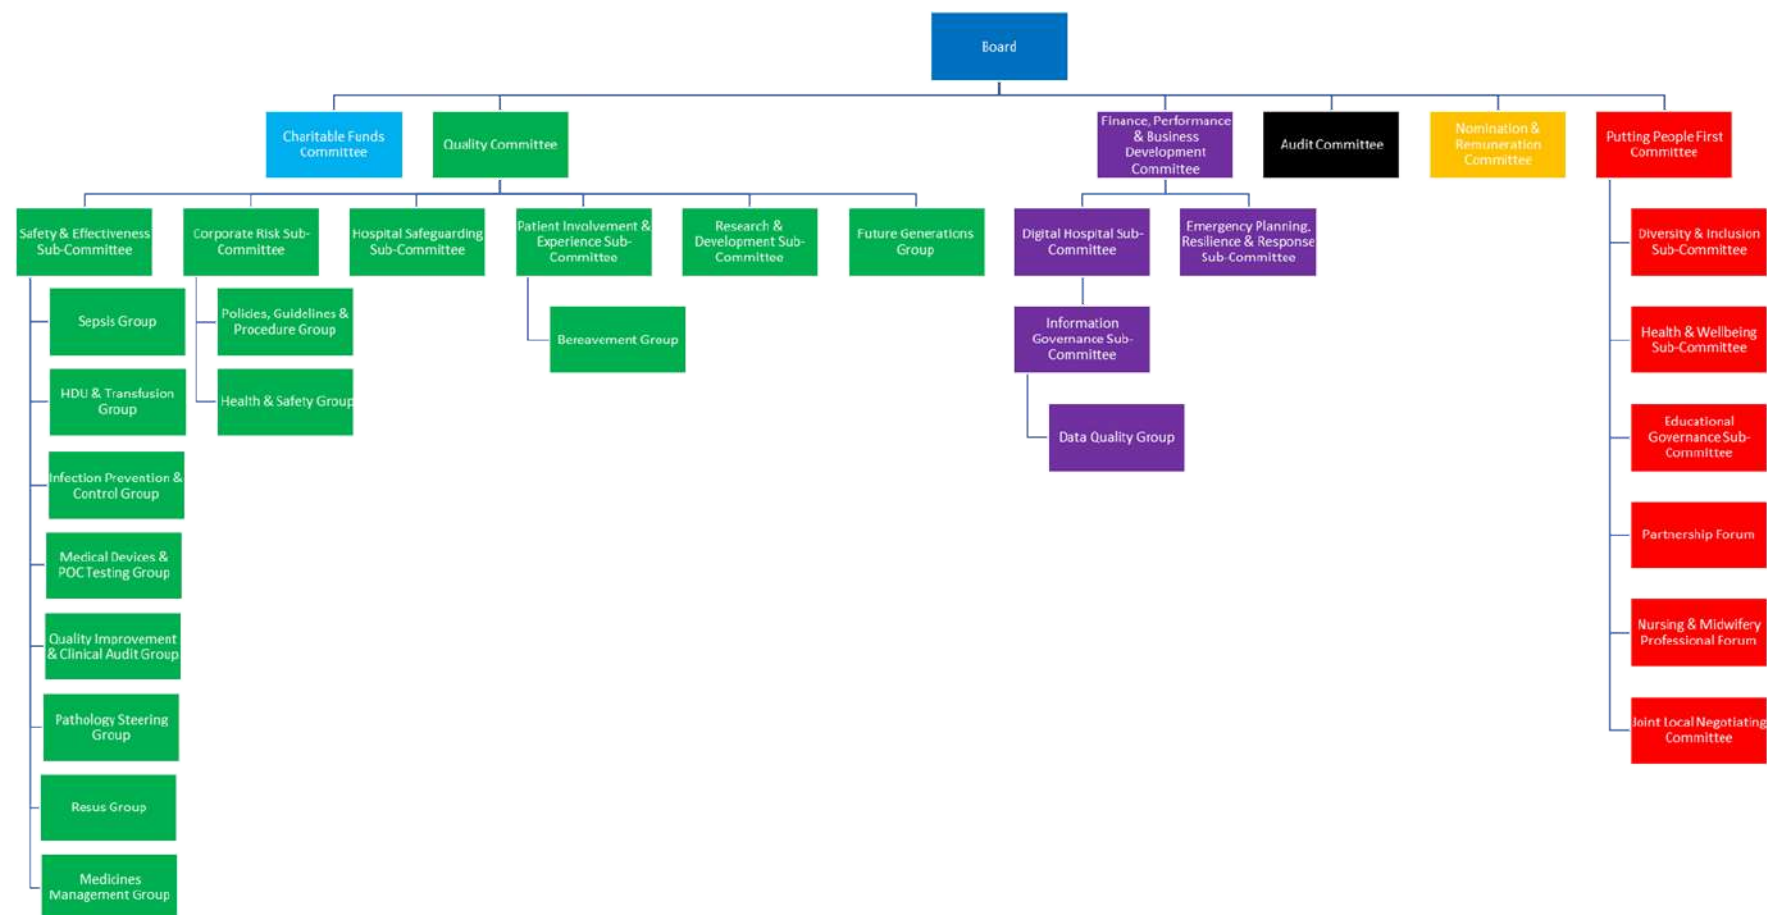 Board
Charitable Funds
Committee
Quality Committee
Finance, Performance
& Business
Development
Committee
Audit Committee
Nomination &
Remuneration
Committee
Putting People First
Committee
Safety & Effectiveness
Sub-Committee
Corporate Risk Sub-
Committee
Hospital Safeguarding
Sub-Committee
Patient Involvement &
Experience Sub-
Committee
Research &
Development Sub-
Committee
Future Generations
Group
Digital Hospital Sub-
Committee
Emergency Planning,
Resilience & Response
Sub-Committee
Diversity & Inclusion
Sub-Committee
Sepsis Group
HDU & Transfusion
Group
Infection Prevention &
Control Group
Medical Devices &
POC Testing Group
Quality Improvement
& Clinical Audit Group
Pathology Steering
Group
Resus Group
Medicines
Management Group
Policies, Guidelines &
Procedure Group
Health & Safety Group
Bereavement Group
Information
Governance Sub-
Committee
Data Quality Group
Health & Wellbeing
Sub-Committee
Educational
Governance Sub-
Committee
Partnership Forum
Nursing & Midwifery
Professional Forum
Joint Local Negotiating
Committee